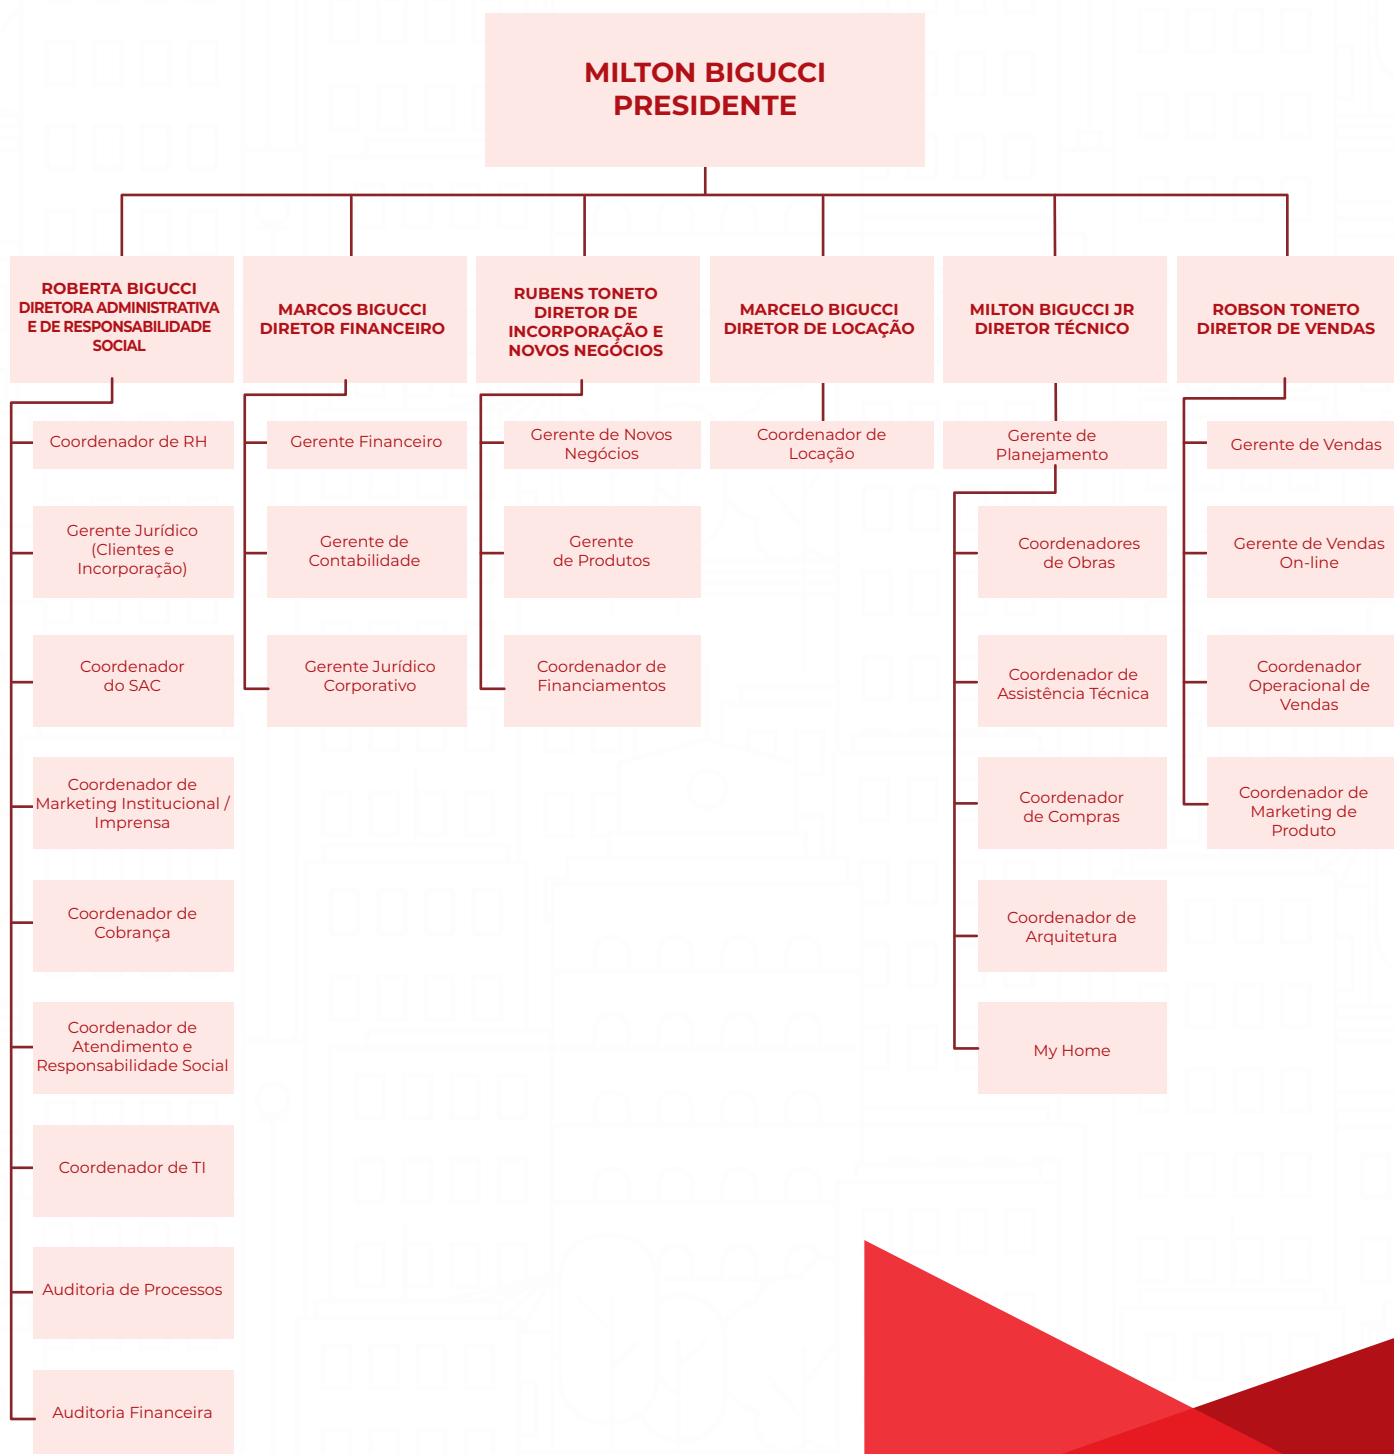 MILTON BIGUCCI
PRESIDENTE
ROBERTA BIGUCCI
DIRETORA ADMINISTRATIVA
E DE RESPONSABILIDADE
SOCIAL
MARCOS BIGUCCI
DIRETOR FINANCEIRO
RUBENS TONETO
DIRETOR DE
INCORPORAÇÃO E
NOVOS NEGÓCIOS
MARCELO BIGUCCI
DIRETOR DE LOCAÇÃO
MILTON BIGUCCI JR
DIRETOR TÉCNICO
ROBSON TONETO
DIRETOR DE VENDAS
Coordenador de RH
Gerente Jurídico
(Clientes e
Incorporação)
Coordenador
do SAC
Coordenador de
Marketing Institucional /
Imprensa
Coordenador de
Cobrança
Coordenador de
Atendimento e
Responsabilidade Social
Coordenador de TI
Auditoria de Processos
Auditoria Financeira
Gerente Financeiro
Gerente de
Contabilidade
Gerente Jurídico
Corporativo
Gerente de Novos
Negócios
Gerente
de Produtos
Coordenador de
Financiamentos
Coordenador de
Locação
Gerente de
Planejamento
Coordenadores
de Obras
Coordenador de
Assistência Técnica
Coordenador
de Compras
Coordenador de
Arquitetura
My Home
Gerente de Vendas
Gerente de Vendas
On-line
Coordenador
Operacional de
Vendas
Coordenador de
Marketing de
Produto